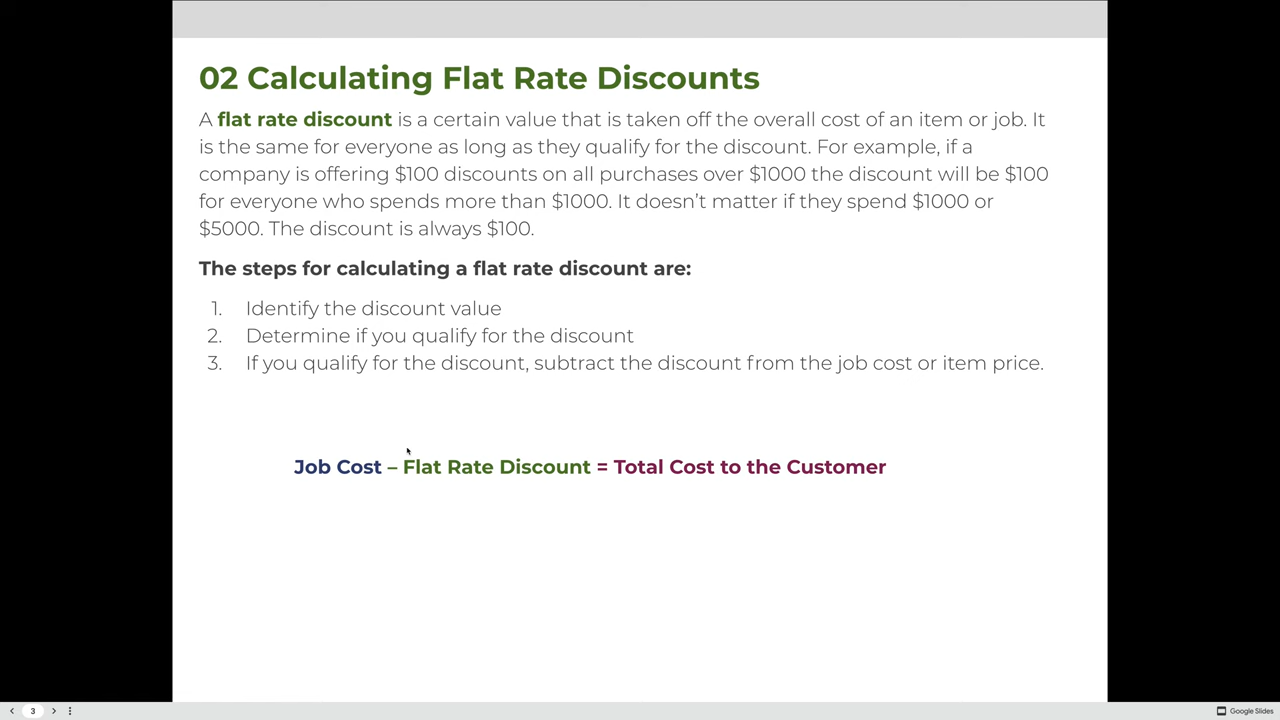 02 Calculating Flat Rate Discounts
A flat rate discount is a certain value that is taken off the overall cost of an item or job. It
is the same for everyone as long as they qualify for the discount. For example, if a
company is offering $100 discounts on all purchases over $1000 the discount will be $100
for everyone who spends more than $1000. It doesn’t matter if they spend $1000 or
$5000. The discount is always $100.
The steps for calculating a flat rate discount are:
1. Identify the discount value
2. Determine if you qualify for the discount
3. If you qualify for the discount, subtract the discount from the job cost or item price.
Job Cost – Flat Rate Discount = Total Cost to the Customer
3
Google Slides